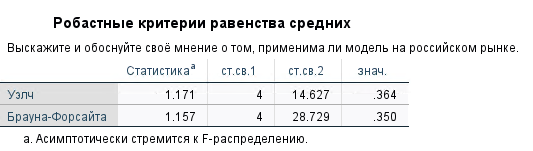 Робастные критерии равенства средних
Выскажите и обоснуйте своё мнение о том, применима ли модель на российском рынке.
Статистикаᵃ ст.св.1 ст.св.2 знач.
Уэлч 1.171 4 14.627 .364
Брауна-Форсайта 1.157 4 28.729 .350
a. Асимптотически стремится к F-распределению.